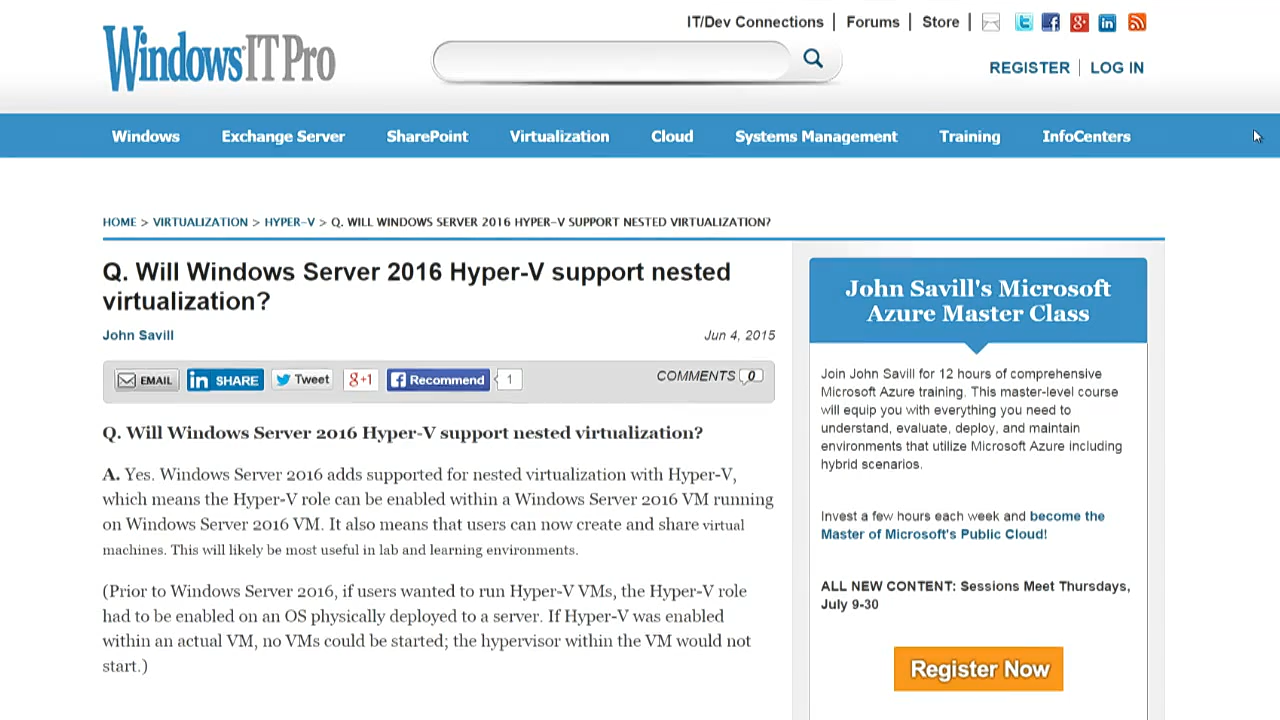 IT/Dev Connections | Forums | Store |
Windows IT Pro
REGISTER | LOG IN
Windows Exchange Server SharePoint Virtualization Cloud Systems Management Training InfoCenters
HOME > VIRTUALIZATION > HYPER-V > Q. WILL WINDOWS SERVER 2016 HYPER-V SUPPORT NESTED VIRTUALIZATION?
Q. Will Windows Server 2016 Hyper-V support nested
virtualization?
John Savill
Jun 4, 2015
EMAIL in SHARE Tweet g+1 f Recommend 1
COMMENTS 0
Q. Will Windows Server 2016 Hyper-V support nested virtualization?
A. Yes. Windows Server 2016 adds supported for nested virtualization with Hyper-V,
which means the Hyper-V role can be enabled within a Windows Server 2016 VM running
on Windows Server 2016 VM. It also means that users can now create and share virtual
machines. This will likely be most useful in lab and learning environments.
(Prior to Windows Server 2016, if users wanted to run Hyper-V VMs, the Hyper-V role
had to be enabled on an OS physically deployed to a server. If Hyper-V was enabled
within an actual VM, no VMs could be started; the hypervisor within the VM would not
start.)
John Savill's Microsoft
Azure Master Class
Join John Savill for 12 hours of comprehensive
Microsoft Azure training. This master-level course
will equip you with everything you need to
understand, evaluate, deploy, and maintain
environments that utilize Microsoft Azure including
hybrid scenarios.
Invest a few hours each week and become the
Master of Microsoft's Public Cloud!
ALL NEW CONTENT: Sessions Meet Thursdays,
July 9-30
Register Now